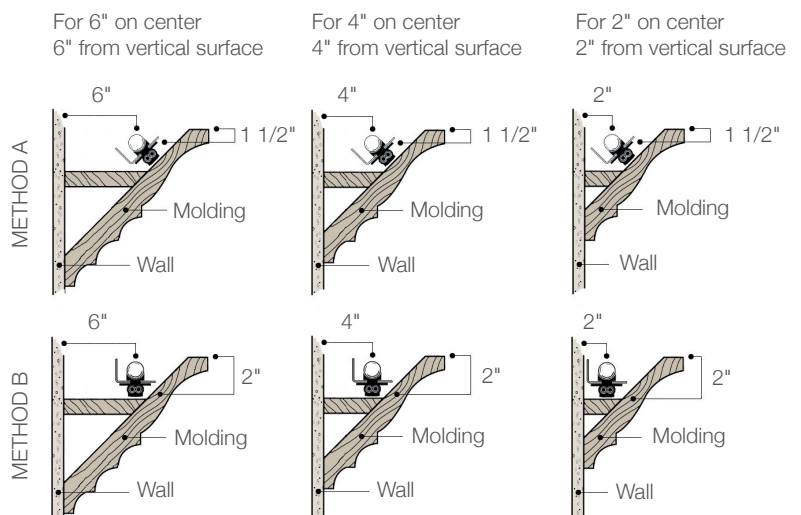 For 6" on center
6" from vertical surface
For 4" on center
4" from vertical surface
For 2" on center
2" from vertical surface
METHOD A
6"
1 1/2"
Molding
Wall
4"
1 1/2"
Molding
Wall
2"
1 1/2"
Molding
Wall
METHOD B
6"
2"
Molding
Wall
4"
2"
Molding
Wall
2"
2"
Molding
Wall